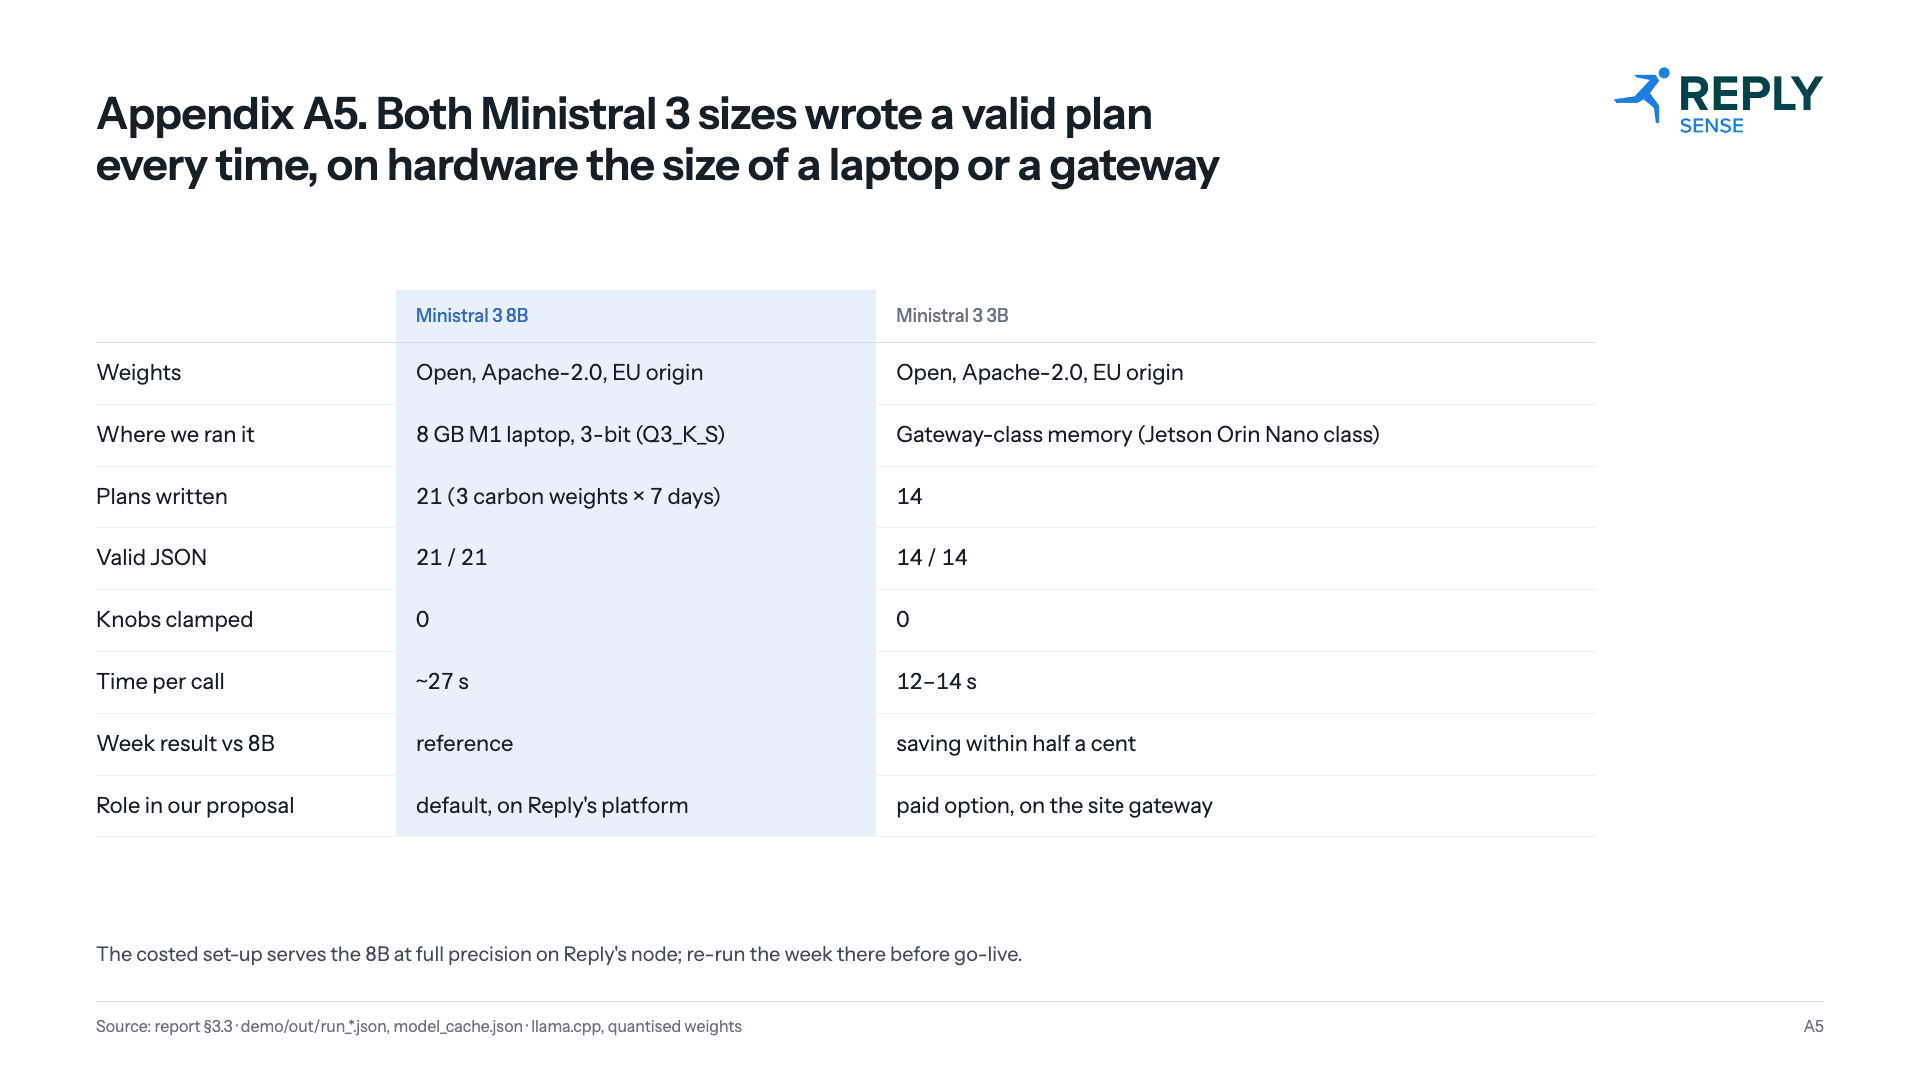 REPLY
SENSE
Appendix A5. Both Ministral 3 sizes wrote a valid plan
every time, on hardware the size of a laptop or a gateway
Ministral 3 8B Ministral 3 3B
Weights Open, Apache-2.0, EU origin Open, Apache-2.0, EU origin
Where we ran it 8 GB M1 laptop, 3-bit (Q3_K_S) Gateway-class memory (Jetson Orin Nano class)
Plans written 21 (3 carbon weights × 7 days) 14
Valid JSON 21 / 21 14 / 14
Knobs clamped 0 0
Time per call ~27 s 12–14 s
Week result vs 8B reference saving within half a cent
Role in our proposal default, on Reply's platform paid option, on the site gateway
The costed set-up serves the 8B at full precision on Reply's node; re-run the week there before go-live.
Source: report §3.3 · demo/out/run_*.json, model_cache.json · llama.cpp, quantised weights A5